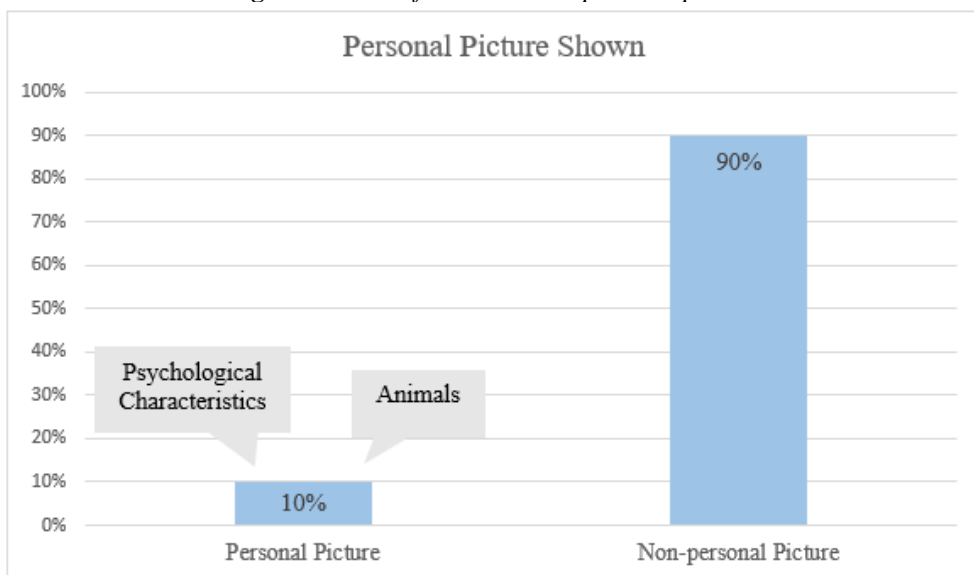 Personal Picture Shown
100%
90%
80%
70%
60%
50%
40%
30%
20%
10%
0%
90%
Psychological
Characteristics
Animals
10%
Personal Picture
Non-personal Picture